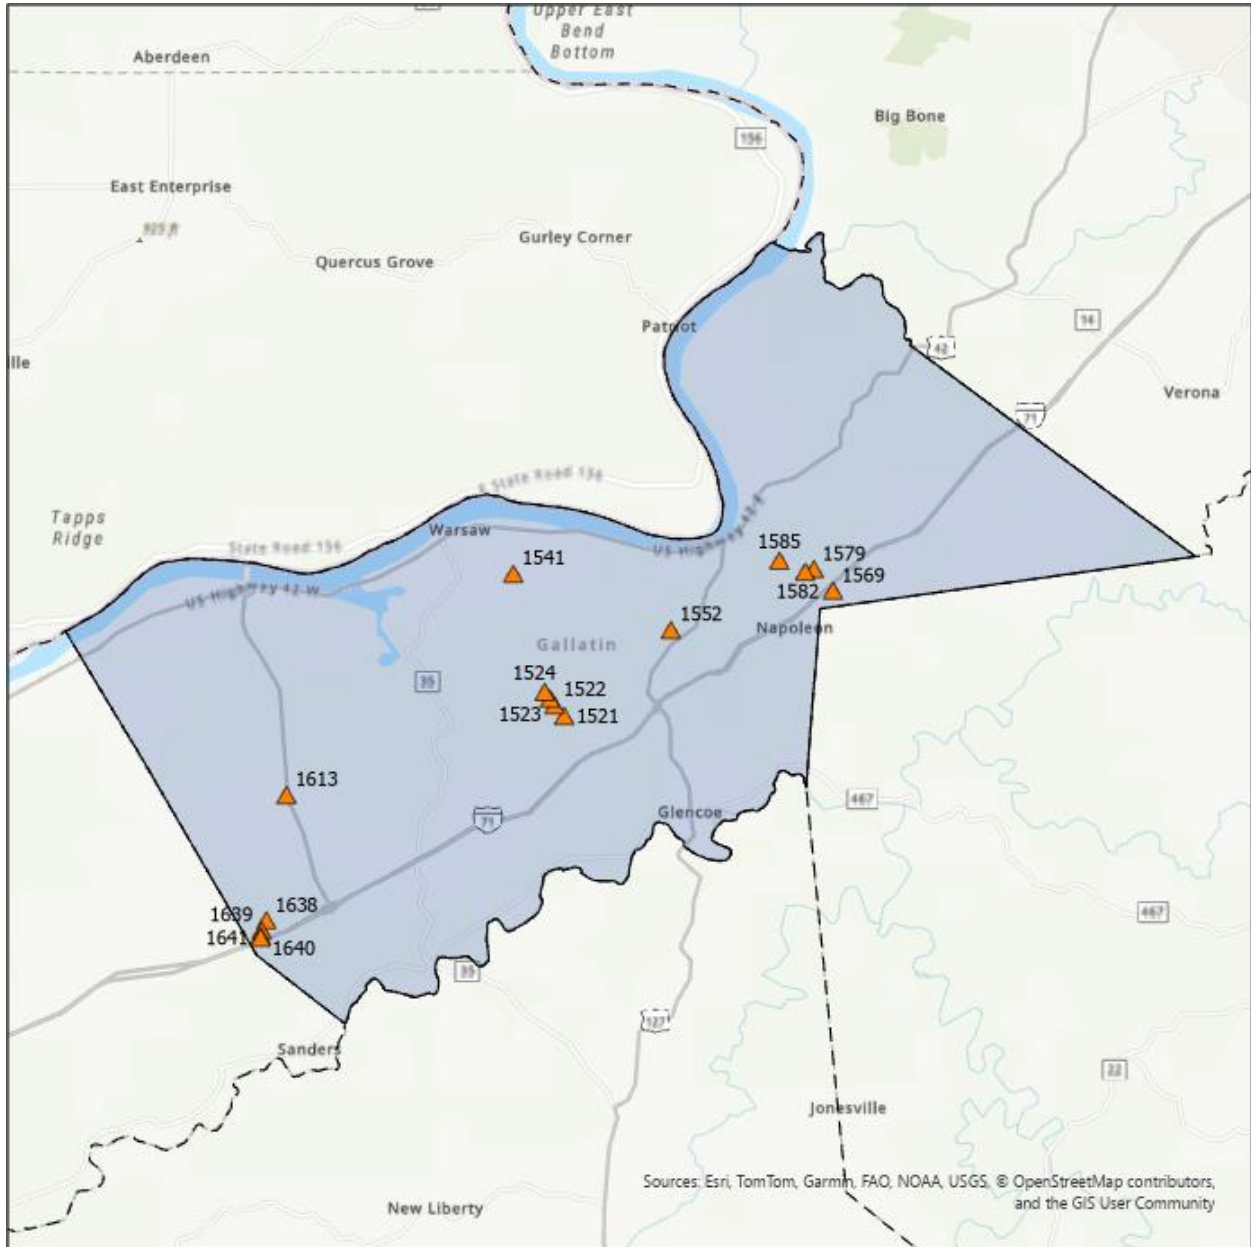 Upper East
Bend
Bottom
Aberdeen
Big Bone
156
East Enterprise
925 ft
Gurley Corner
Quercus Grove
Patriot
14
42
lle
Verona
71
E State Road 156
Tapps
Ridge
Warsaw
State Road 156
US Highway 42 E
1541
1585
1579
1582
1569
US Highway 42 W
1552
Napoleon
Gallatin
1524
1522
35
1523
1521
1613
467
Glencoe
71
1639
1638
467
1641
1640
35
127
Sanders
22
Jonesville
Sources: Esri, TomTom, Garmin, FAO, NOAA, USGS, © OpenStreetMap contributors,
and the GIS User Community
New Liberty